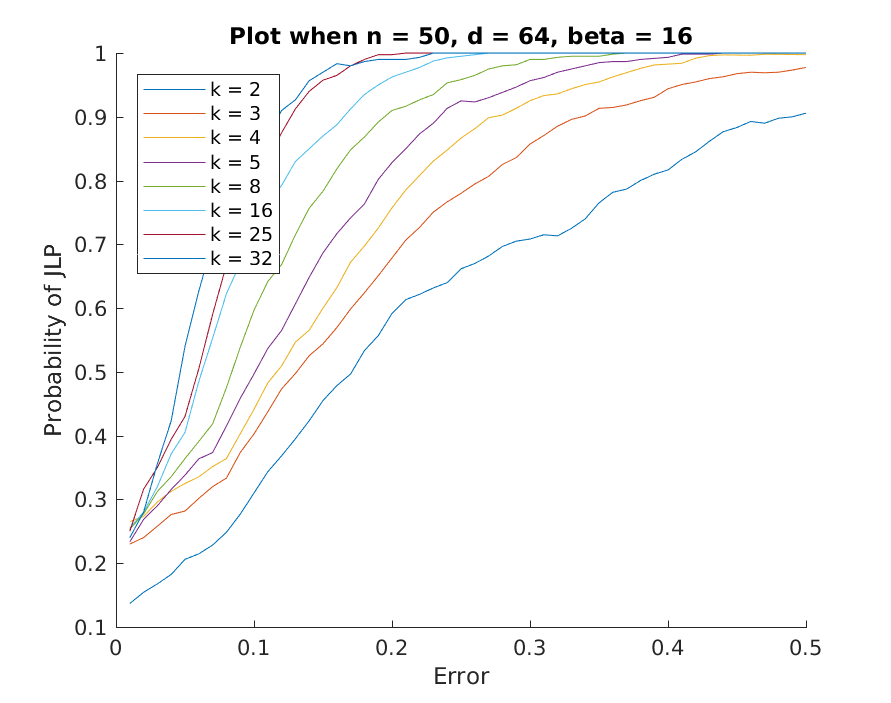 Plot when n = 50, d = 64, beta = 16
1
0.9
0.8
0.7
0.6
0.5
0.4
0.3
0.2
0.1
Probability of JLP
k = 2
k = 3
k = 4
k = 5
k = 8
k = 16
k = 25
k = 32
0 0.1 0.2 0.3 0.4 0.5
Error